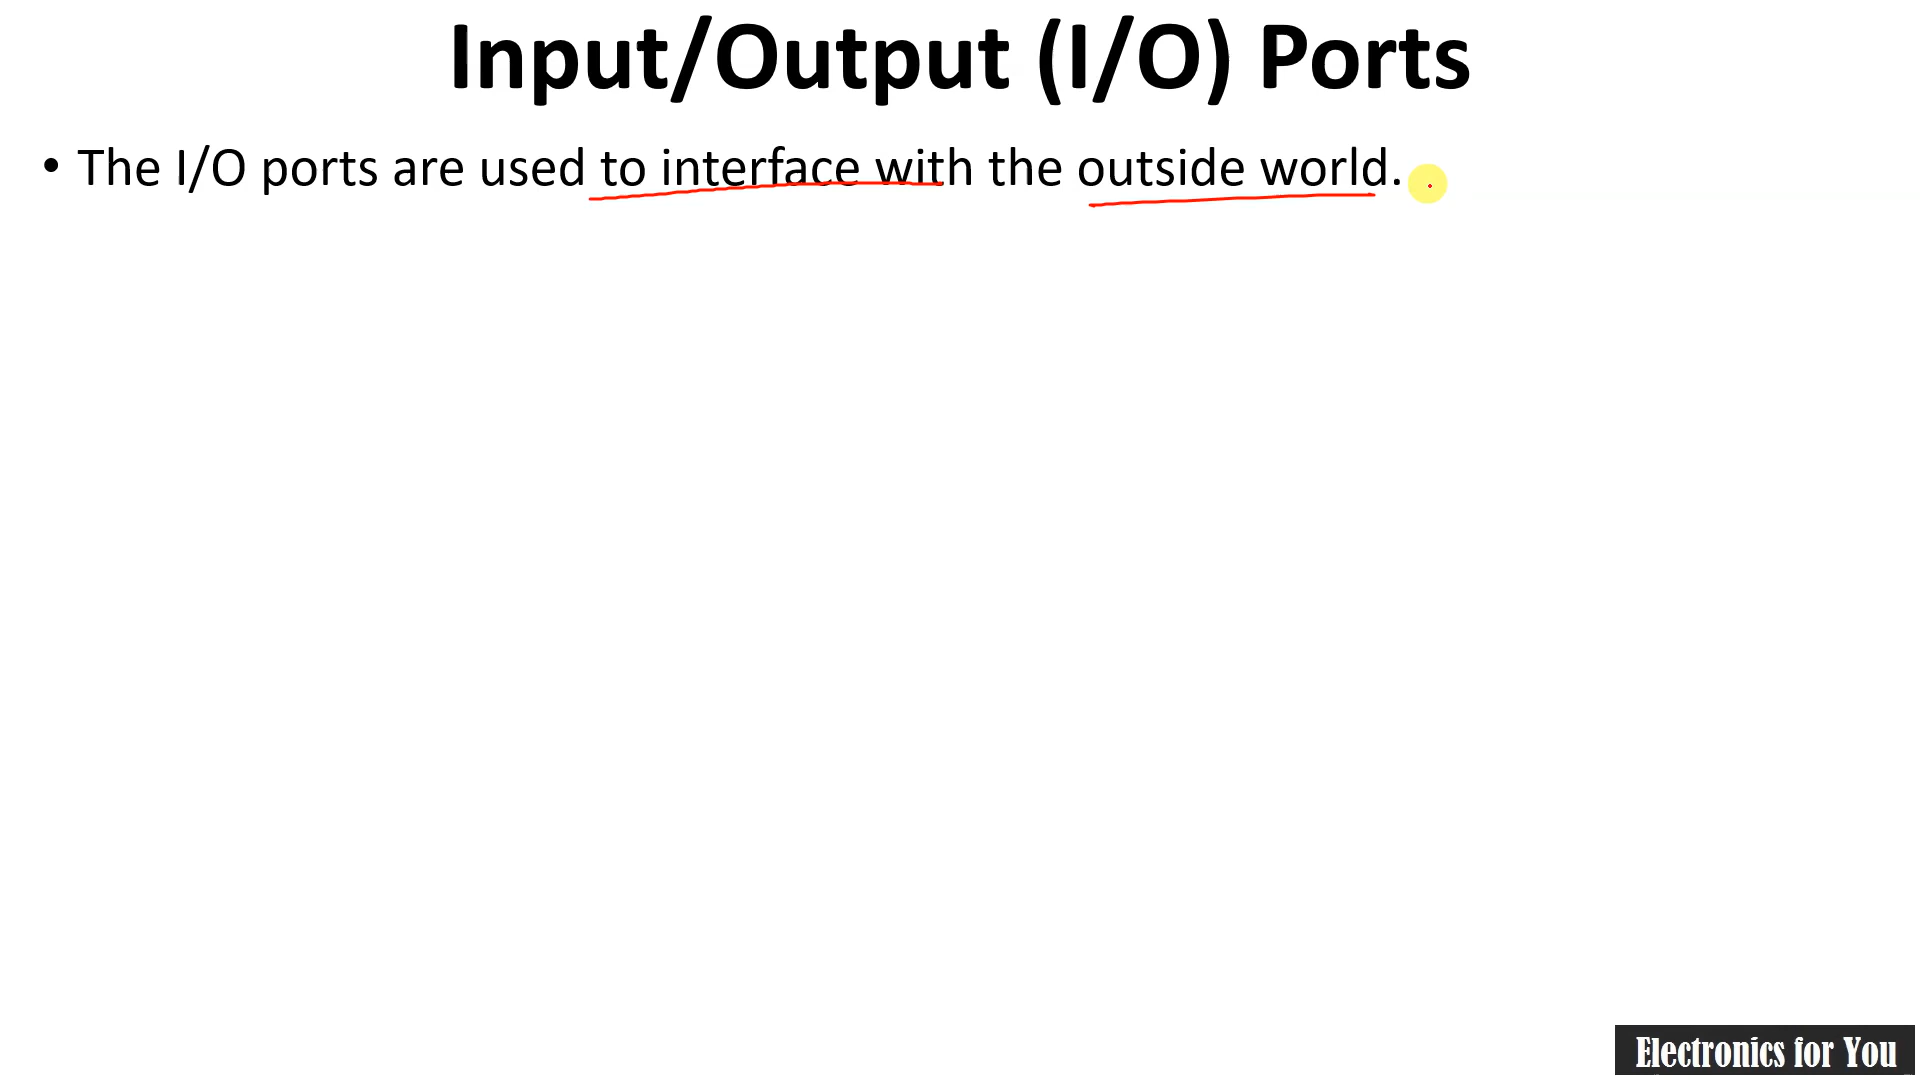 Input/Output (I/O) Ports
• The I/O ports are used to interface with the outside world.
Electronics for You